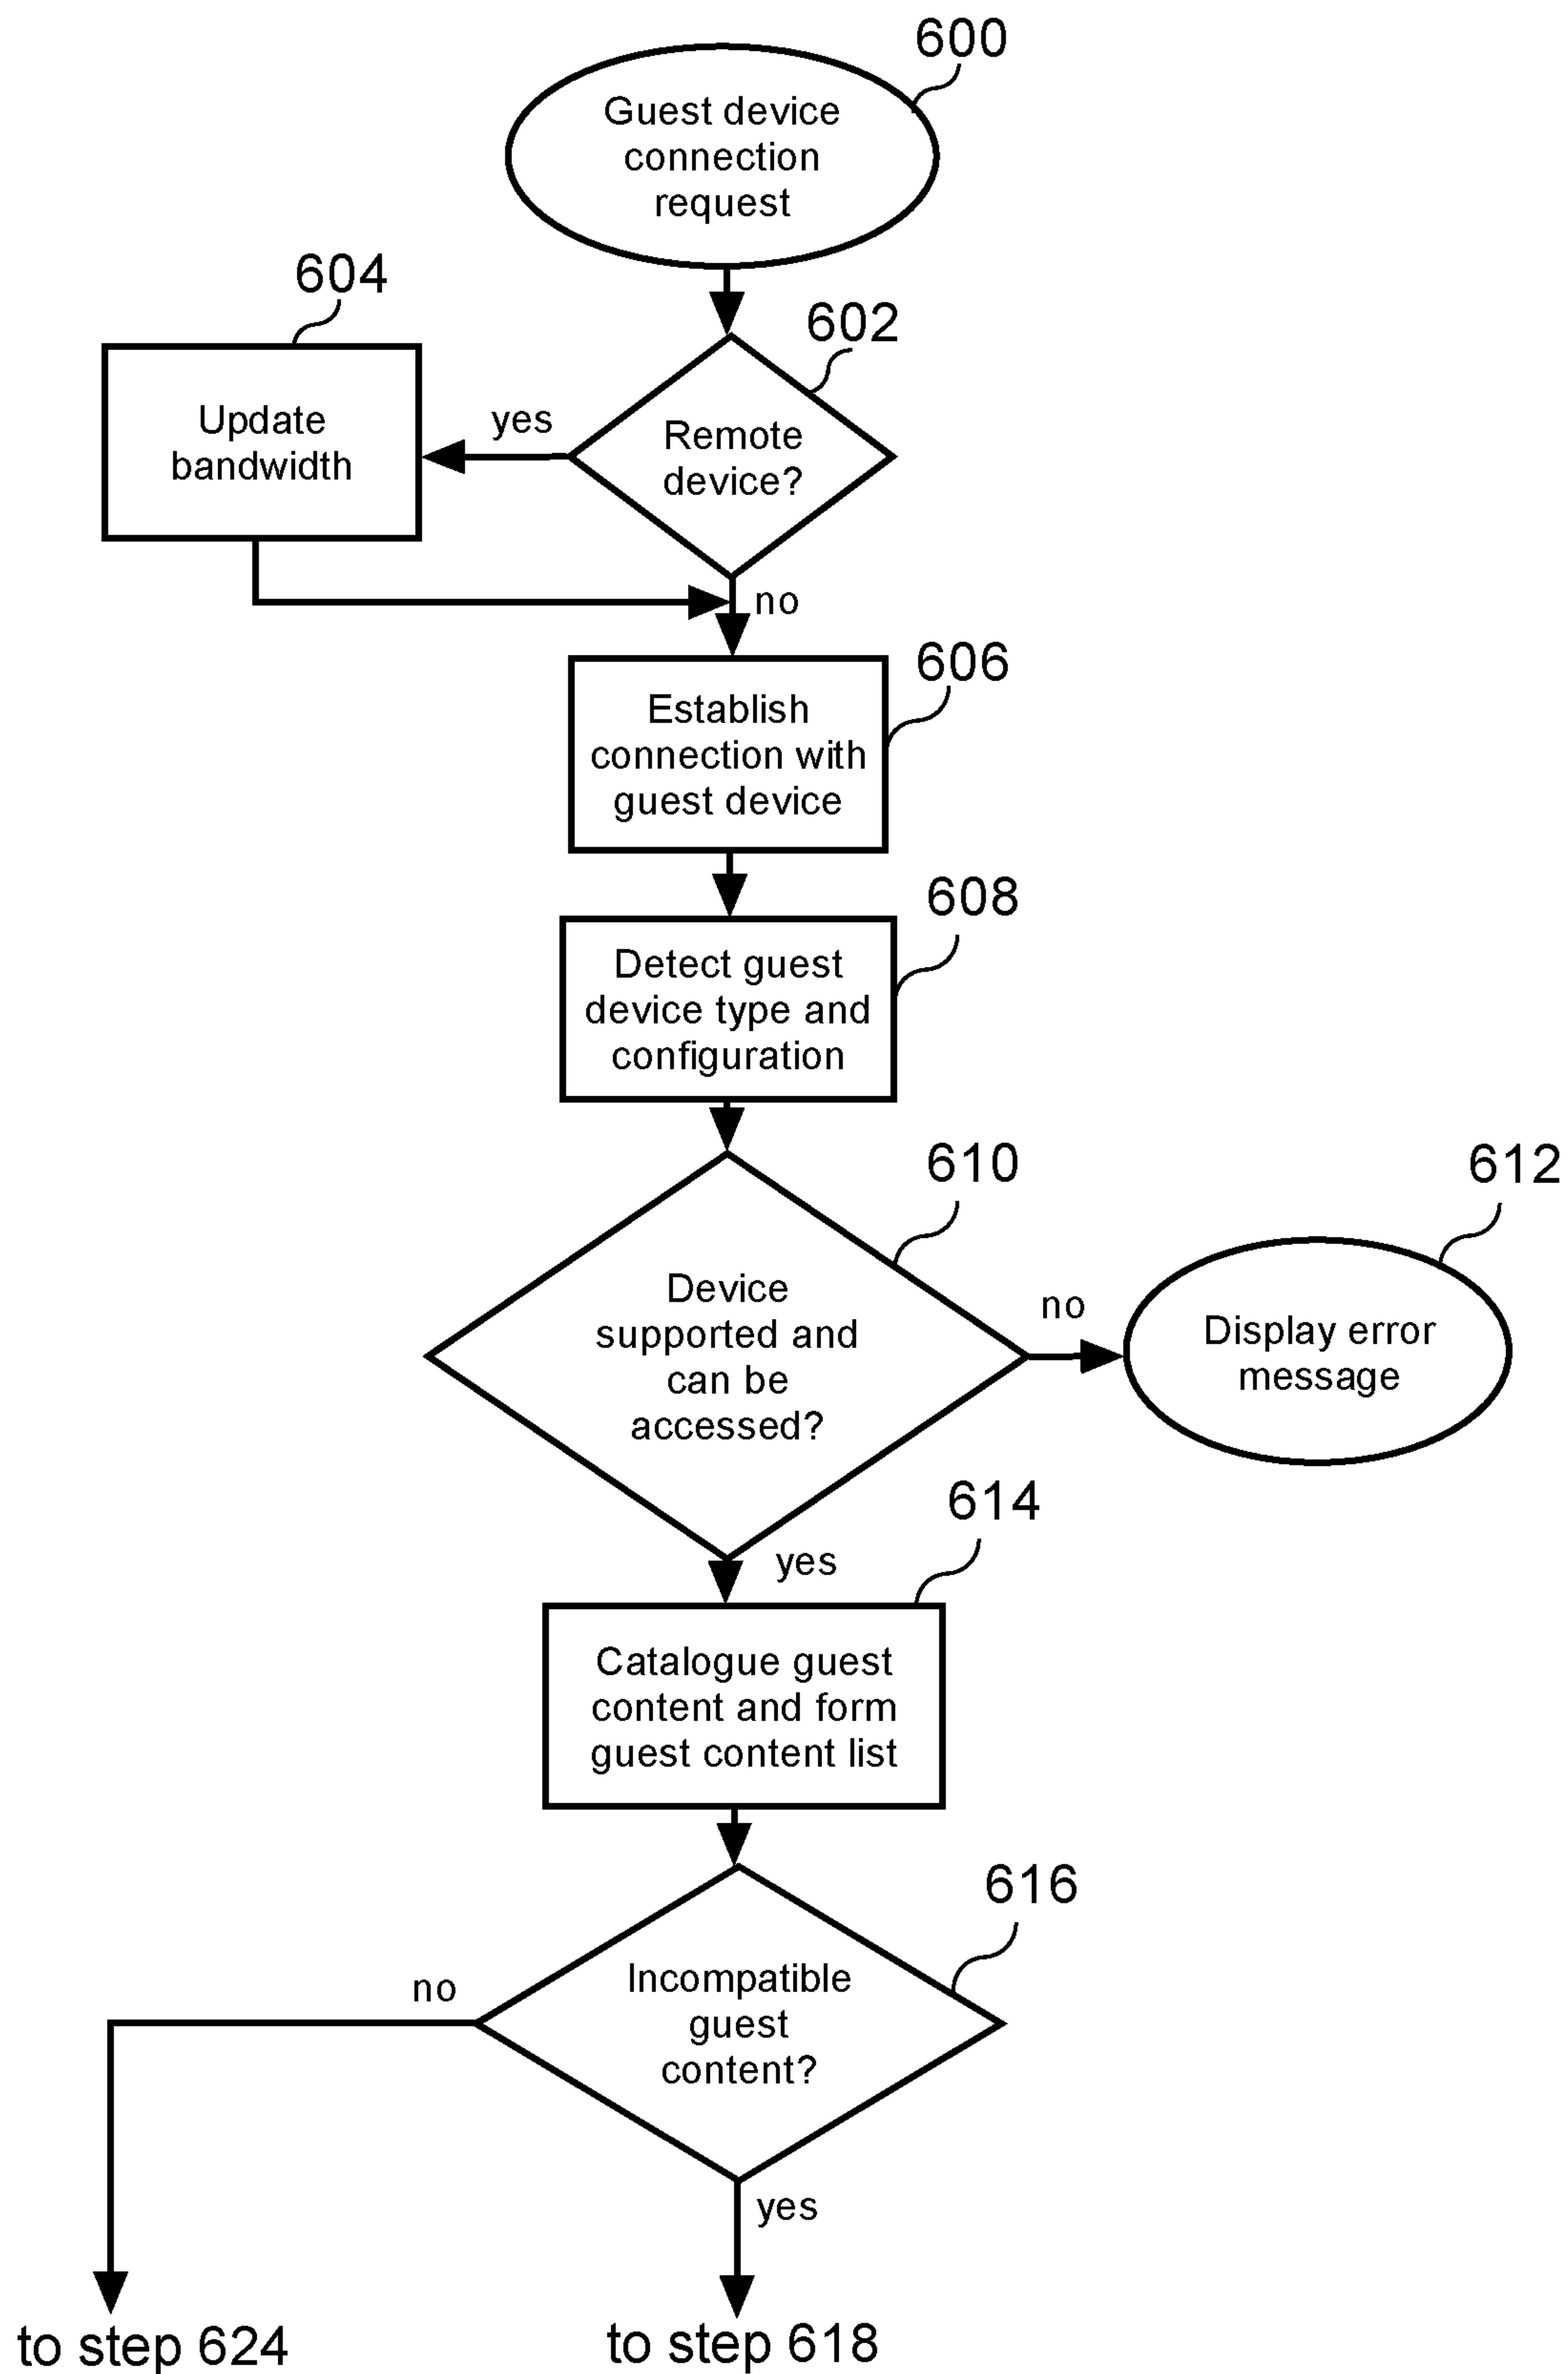 600
Guest device
connection
request
604
602
Update
bandwidth
yes
Remote
device?
no
606
Establish
connection with
guest device
608
Detect guest
device type and
configuration
610
612
Device
supported and
can be
accessed?
no
Display error
message
614
yes
Catalogue guest
content and form
guest content list
616
no
Incompatible
guest
content?
yes
to step 624
to step 618